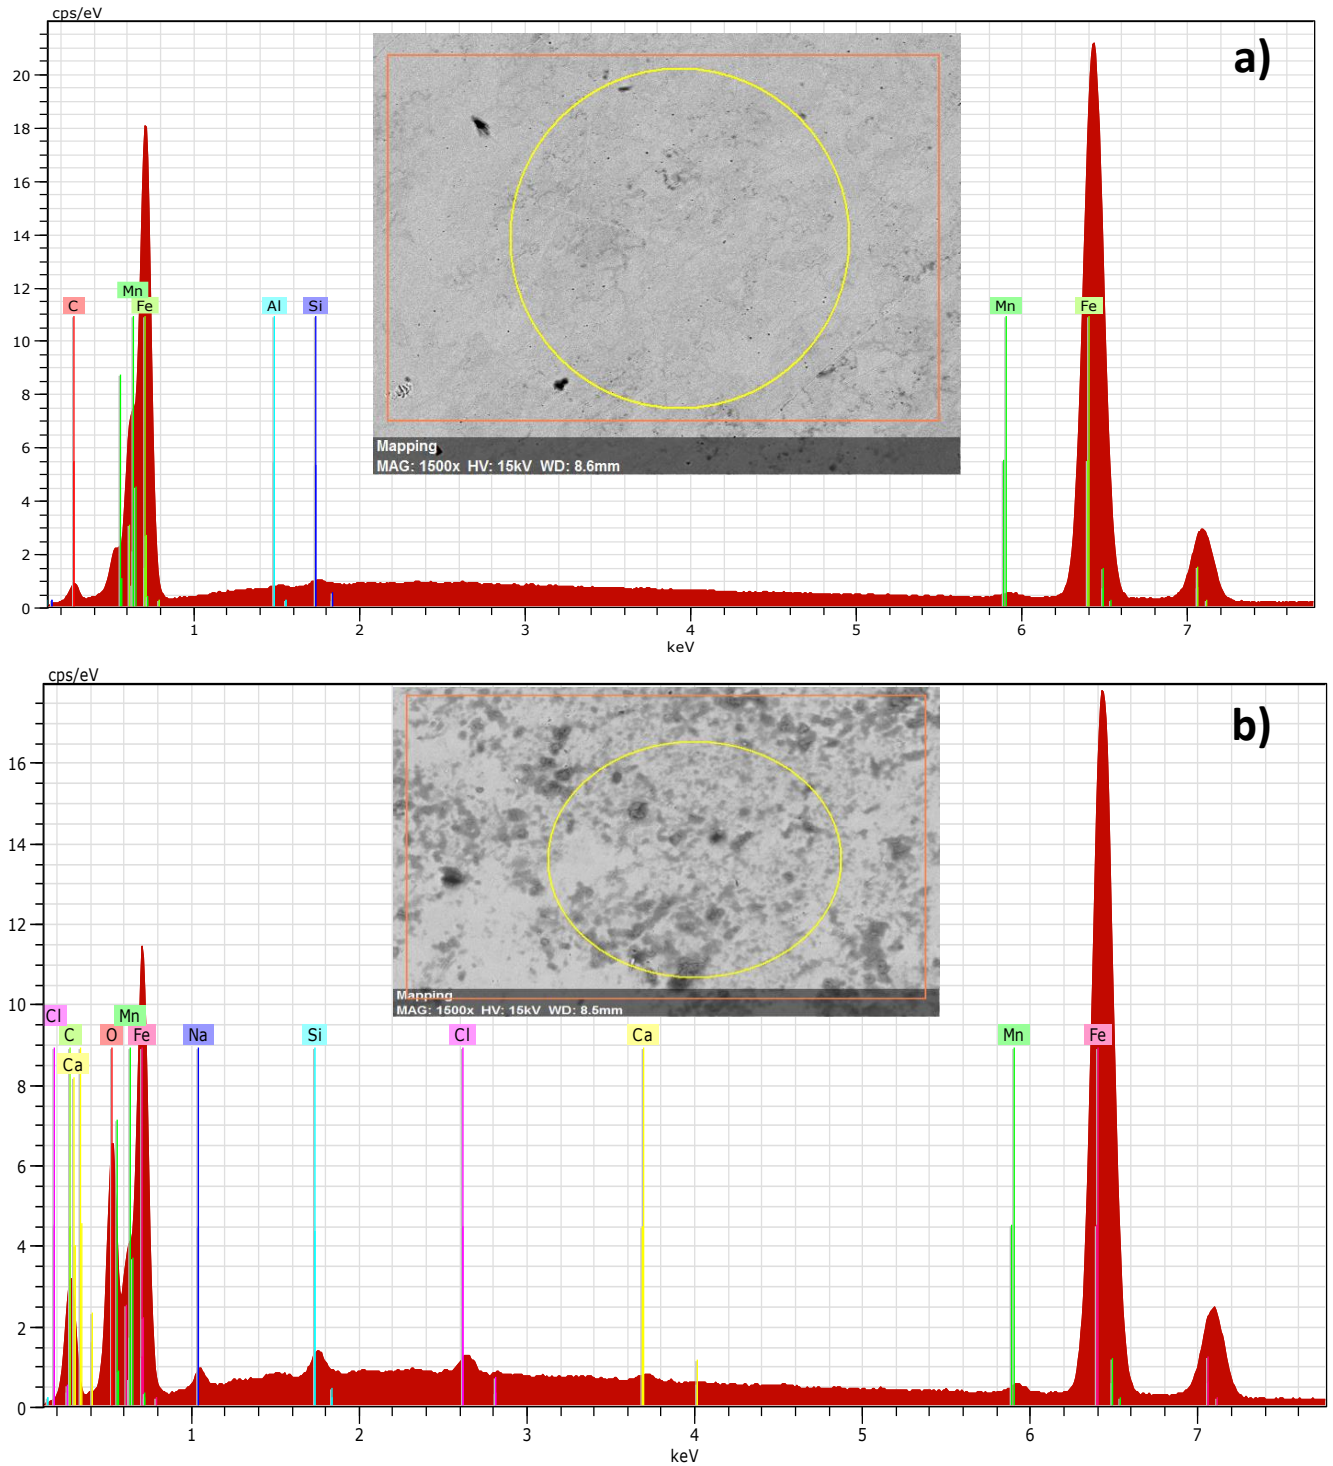 cps/eV
a)
20
18
16
14
12
10
8
6
4
2
0
Mn
C
Fe
Al
Si
Mn
Fe
Mapping
MAG: 1500x HV: 15kV WD: 8.6mm
1
2
3
4
5
6
7
keV
cps/eV
b)
16
14
12
10
8
6
4
2
0
Cl
Mn
C
O
Fe
Na
Si
Cl
Ca
Mn
Fe
Ca
Mapping
MAG: 1500x HV: 15kV WD: 8.5mm
1
2
3
4
5
6
7
keV